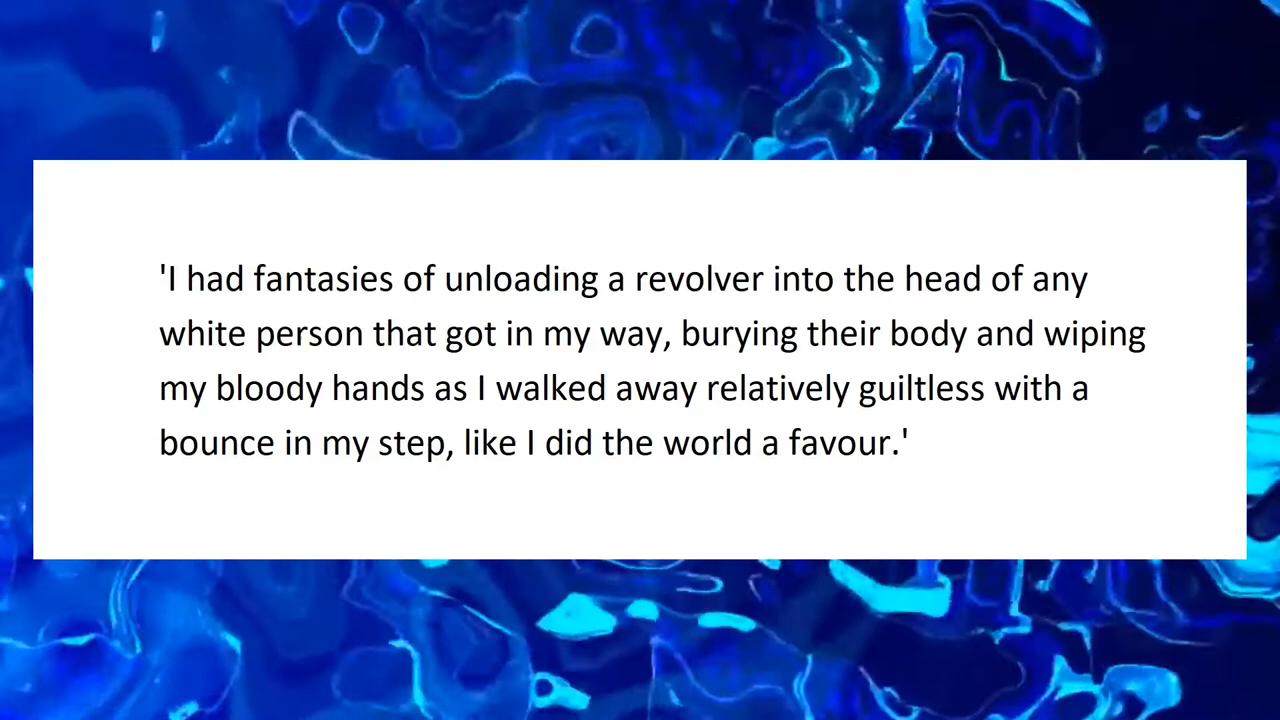 'I had fantasies of unloading a revolver into the head of any
white person that got in my way, burying their body and wiping
my bloody hands as I walked away relatively guiltless with a
bounce in my step, like I did the world a favour.'